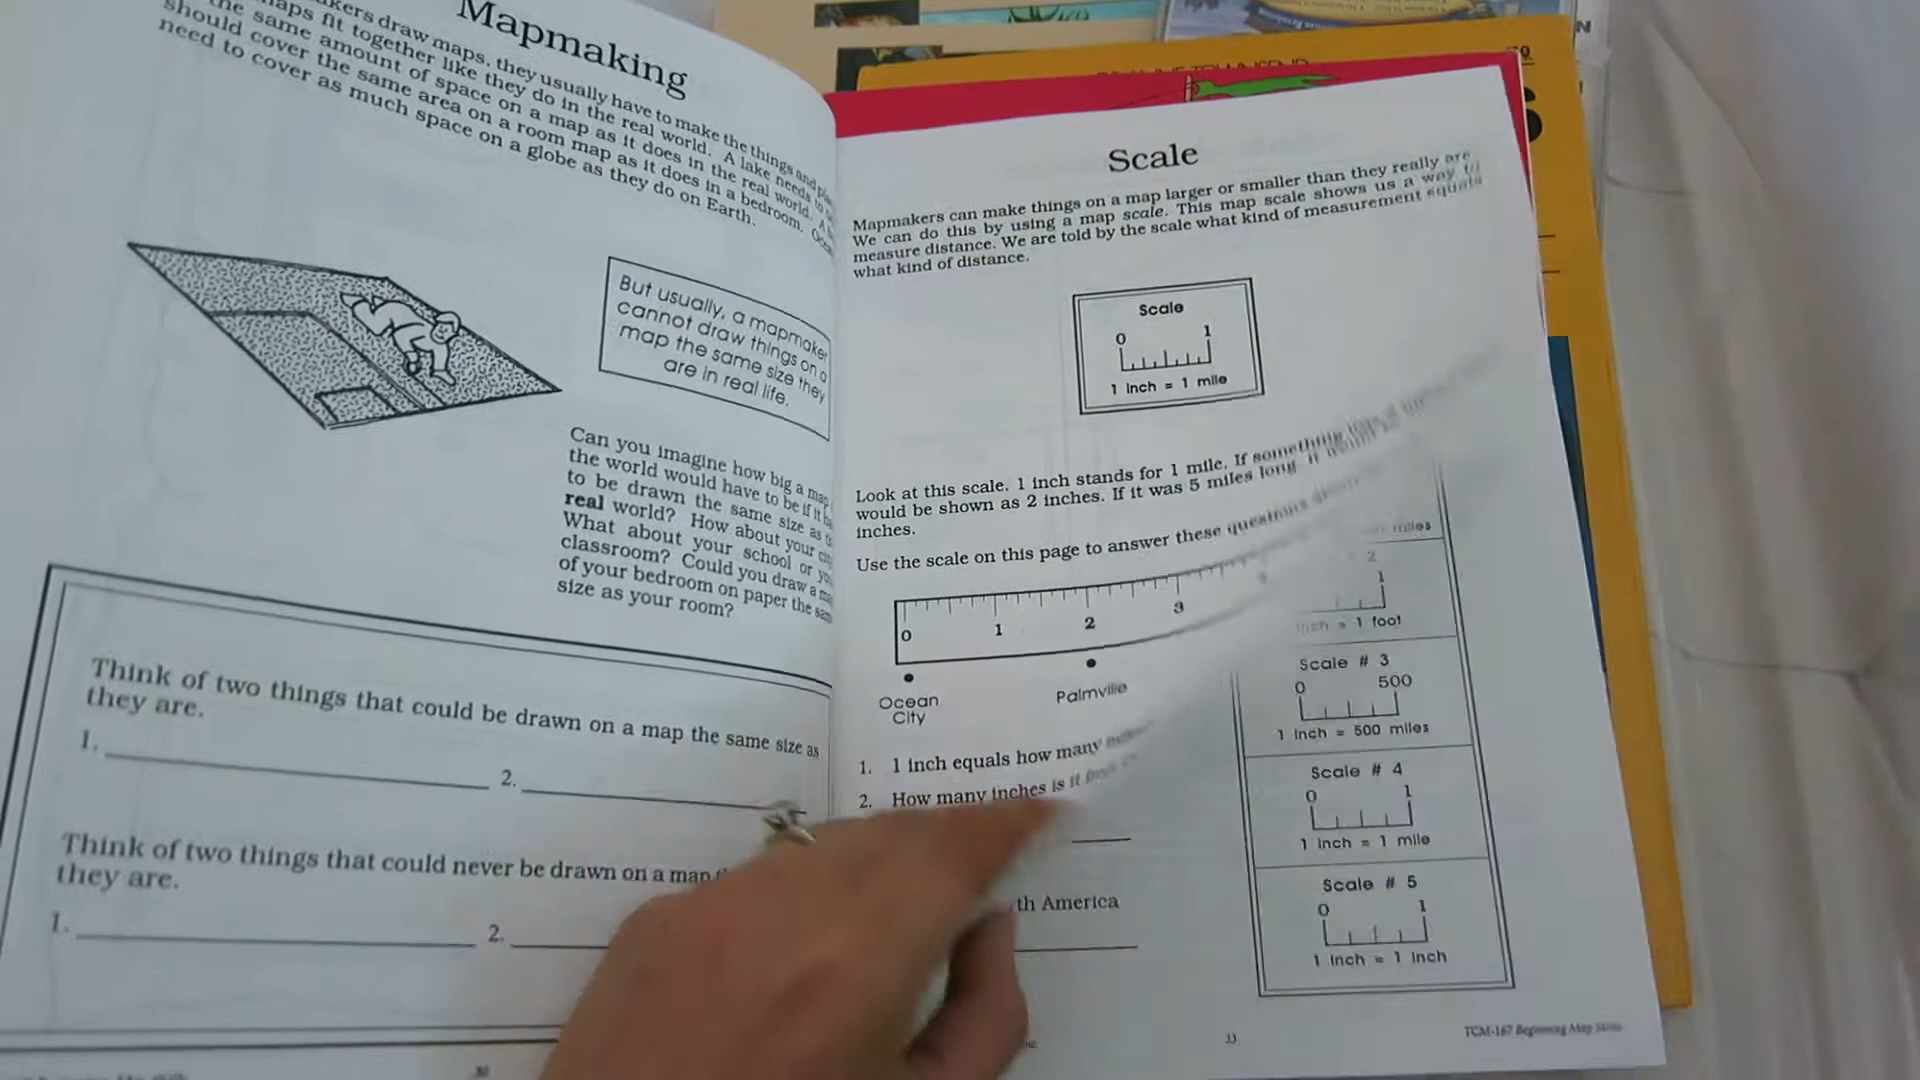 Mapmaking
kers draw maps, they usually have to make the things and
aps fit together like they do in the real world. A lake needs to
the same amount of space on a map as it does in the real world. A
should cover the same area on a room map as it does in a bedroom.
need to cover as much space on a globe as they do on Earth.
But usually, a mapmaker
cannot draw things on a
map the same size they
are in real life.
Can you imagine how big a map
the world would have to be if it
to be drawn the same size as
real world? How about your
What about your school or
classroom? Could you draw a
of your bedroom on paper the
size as your room?
Think of two things that could be drawn on a map the same size as
they are.
1. 2.
Think of two things that could never be drawn on a map
they are.
1. 2.
Scale
Mapmakers can make things on a map larger or smaller than they really are.
We can do this by using a map scale. This map scale shows us a way to
measure distance. We are told by the scale what kind of measurement equals
what kind of distance.
Scale
0 1
1 inch = 1 mile
Look at this scale. 1 inch stands for 1 mile. If something
would be shown as 2 inches. If it was 5 miles long, it would
inches.
Use the scale on this page to answer these questions
0 1 2 3
Ocean
City
Palmville
1. 1 inch equals how many
2. How many inches is it
th America
miles
2
1
inch = 1 foot
Scale # 3
0 500
1 inch = 500 miles
Scale # 4
0 1
1 inch = 1 mile
Scale # 5
0 1
1 inch = 1 inch
33
TCM-167 Beginning Map Skills